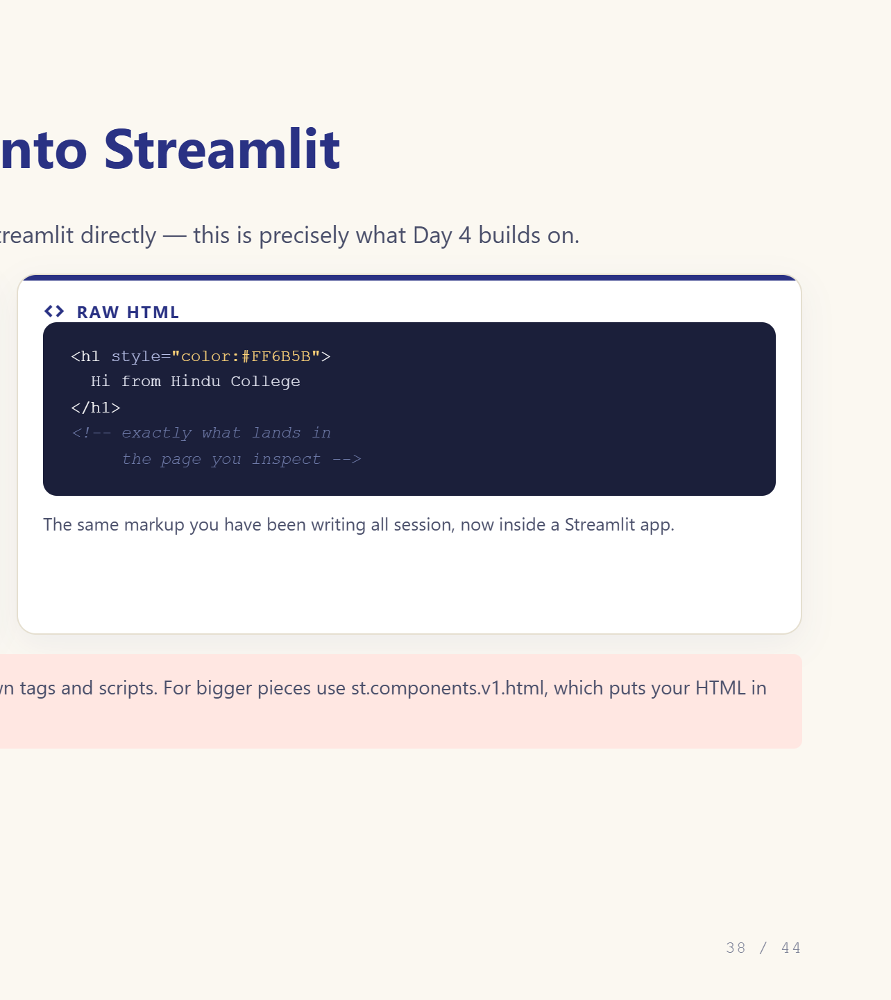 nto Streamlit
treamlit directly — this is precisely what Day 4 builds on.
<> RAW HTML
<h1 style="color:#FF6B5B">
  Hi from Hindu College
</h1>
<!-- exactly what lands in
     the page you inspect -->
The same markup you have been writing all session, now inside a Streamlit app.
wn tags and scripts. For bigger pieces use st.components.v1.html, which puts your HTML in
38 / 44